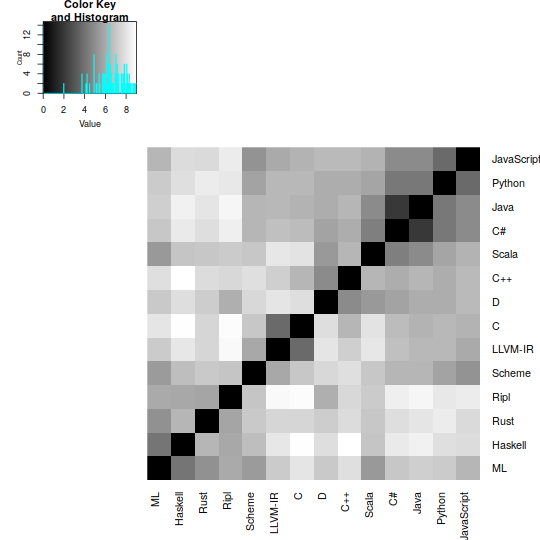 Color Key
and Histogram
Count
0 4 8 12
0 2 4 6 8
Value
JavaScript
Python
Java
C#
Scala
C++
D
C
LLVM-IR
Scheme
Ripl
Rust
Haskell
ML
ML Haskell Rust Ripl Scheme LLVM-IR C D C++ Scala C# Java Python JavaScript